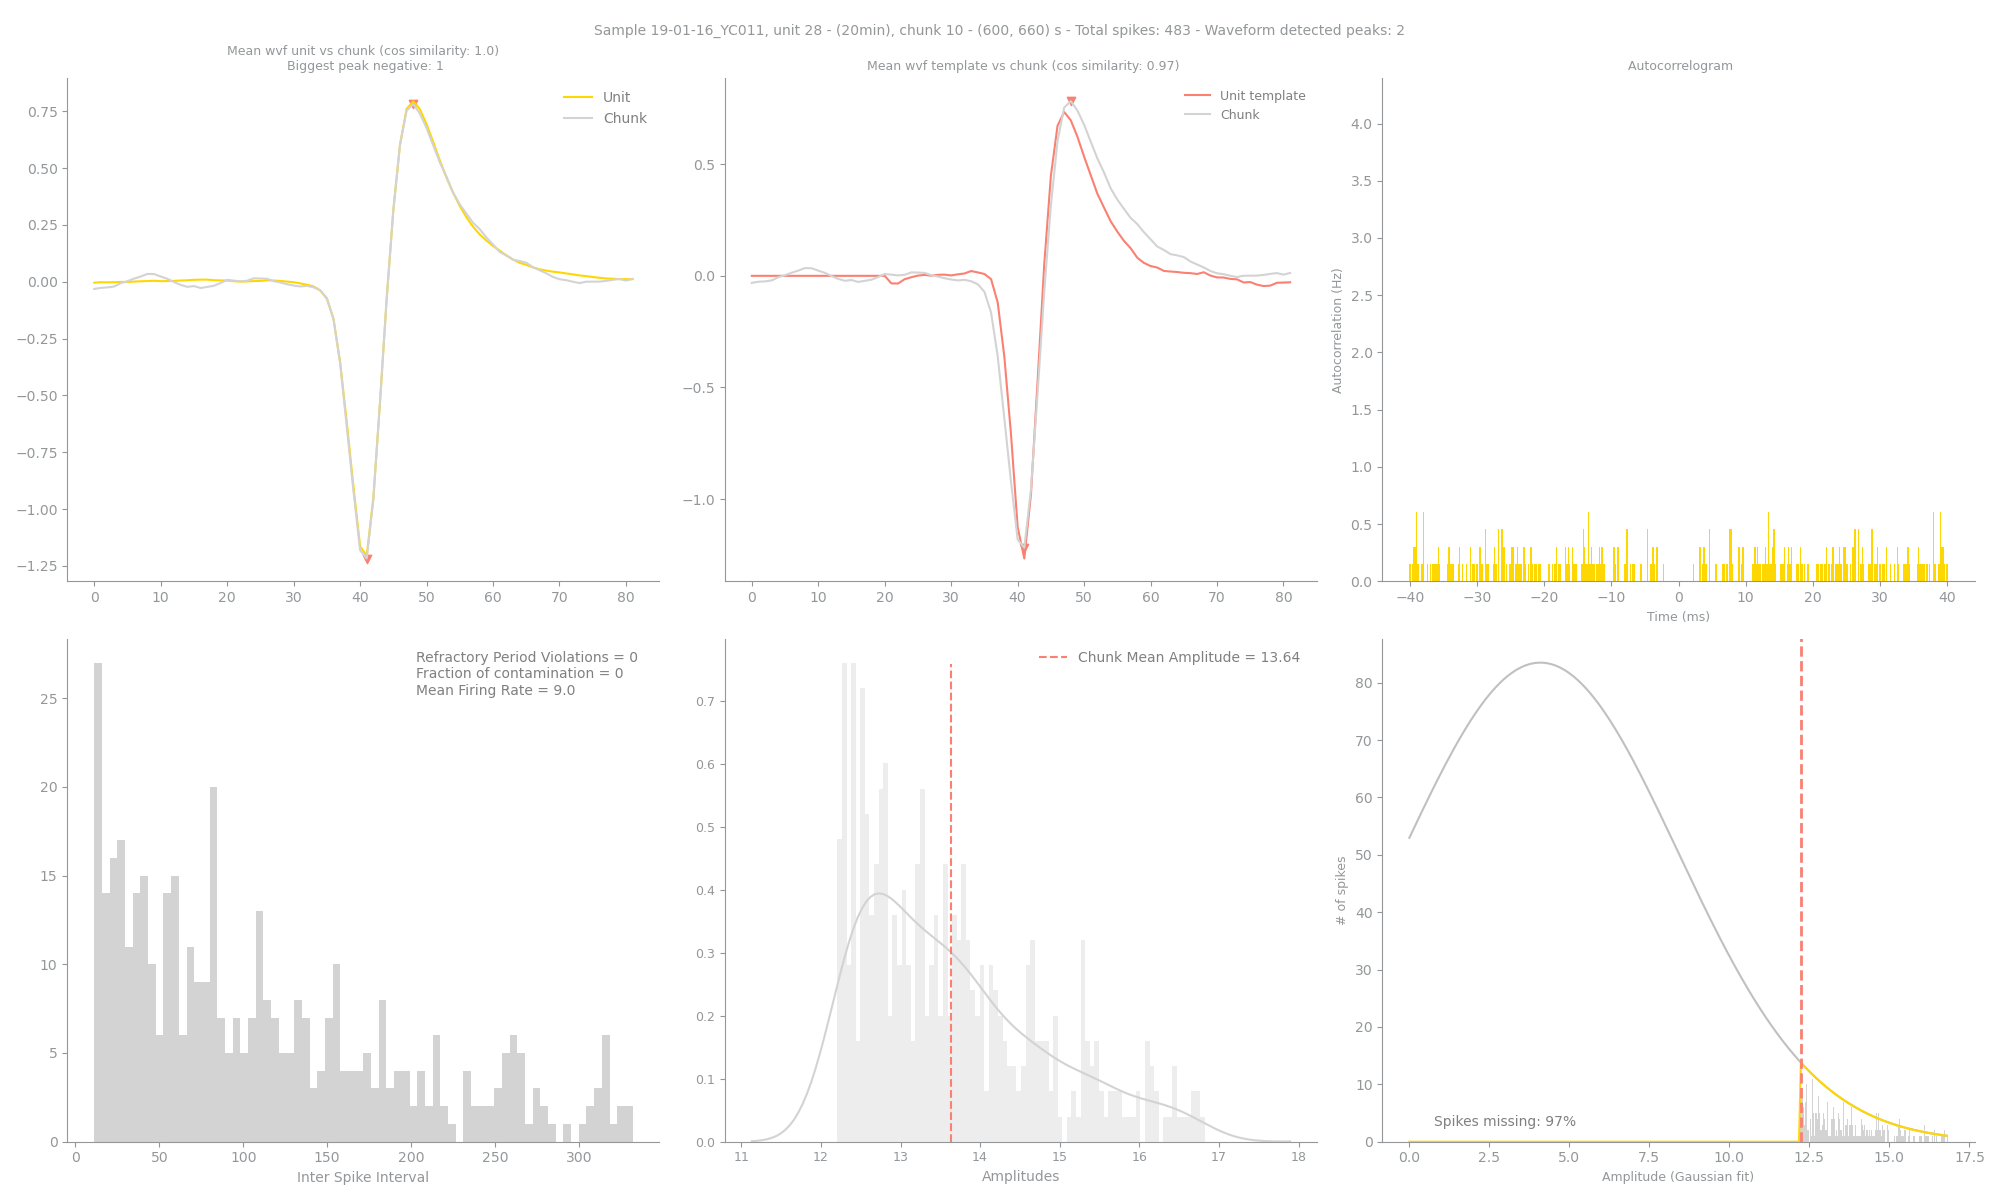 Sample 19-01-16_YC011, unit 28 - (20min), chunk 10 - (600, 660) s - Total spikes: 483 - Waveform detected peaks: 2
Mean wvf unit vs chunk (cos similarity: 1.0)
Biggest peak negative: 1
Unit
Chunk
0.75
0.50
0.25
0.00
−0.25
−0.50
−0.75
−1.00
−1.25
0 10 20 30 40 50 60 70 80
Mean wvf template vs chunk (cos similarity: 0.97)
Unit template
Chunk
0.5
0.0
−0.5
−1.0
0 10 20 30 40 50 60 70 80
Autocorrelogram
Autocorrelation (Hz)
4.0
3.5
3.0
2.5
2.0
1.5
1.0
0.5
0.0
−40 −30 −20 −10 0 10 20 30 40
Time (ms)
Refractory Period Violations = 0
Fraction of contamination = 0
Mean Firing Rate = 9.0
25
20
15
10
5
0
0 50 100 150 200 250 300
Inter Spike Interval
Chunk Mean Amplitude = 13.64
0.7
0.6
0.5
0.4
0.3
0.2
0.1
0.0
11 12 13 14 15 16 17 18
Amplitudes
# of spikes
80
70
60
50
40
30
20
10
0
Spikes missing: 97%
0.0 2.5 5.0 7.5 10.0 12.5 15.0 17.5
Amplitude (Gaussian fit)